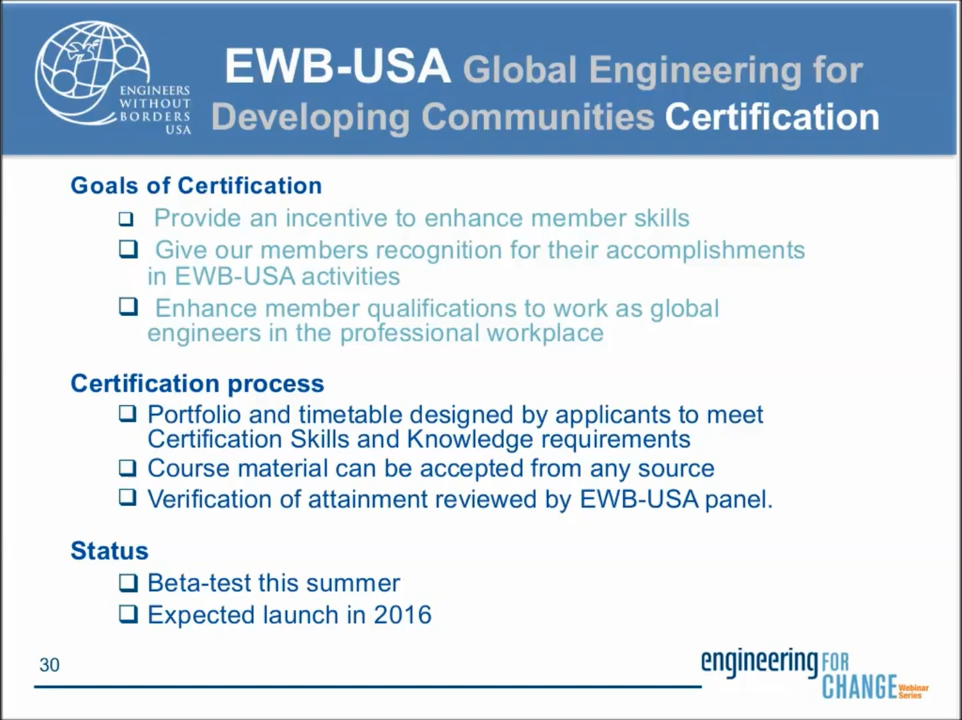 ENGINEERS
WITHOUT
BORDERS
USA
EWB-USA Global Engineering for
Developing Communities Certification
Goals of Certification
❑ Provide an incentive to enhance member skills
❑ Give our members recognition for their accomplishments
in EWB-USA activities
❑ Enhance member qualifications to work as global
engineers in the professional workplace
Certification process
❑ Portfolio and timetable designed by applicants to meet
Certification Skills and Knowledge requirements
❑ Course material can be accepted from any source
❑ Verification of attainment reviewed by EWB-USA panel.
Status
❑ Beta-test this summer
❑ Expected launch in 2016
30
engineering FOR
CHANGE Webinar
Series